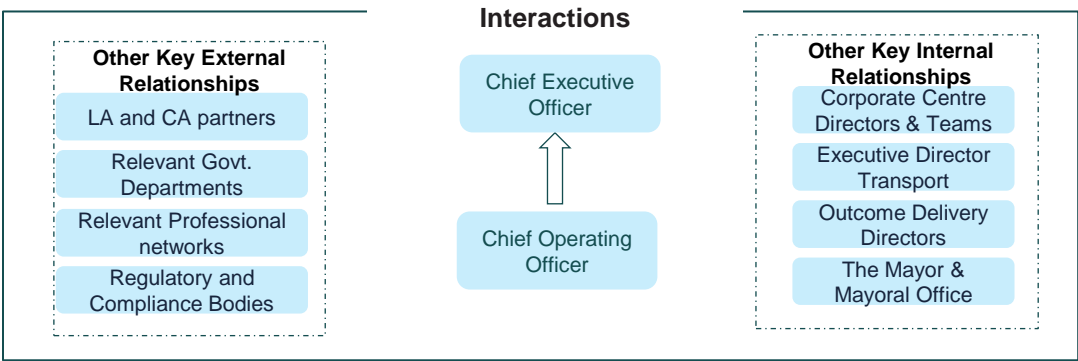 Interactions
Other Key External
Relationships
LA and CA partners
Relevant Govt.
Departments
Relevant Professional
networks
Regulatory and
Compliance Bodies
Chief Executive
Officer
Chief Operating
Officer
Other Key Internal
Relationships
Corporate Centre
Directors & Teams
Executive Director
Transport
Outcome Delivery
Directors
The Mayor &
Mayoral Office